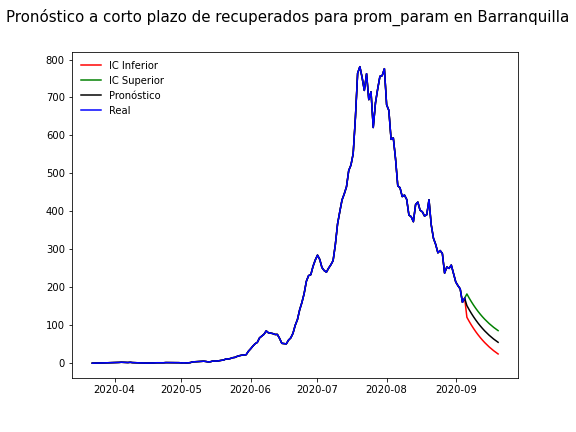 Pronóstico a corto plazo de recuperados para prom_param en Barranquilla
800
700
600
500
400
300
200
100
0
IC Inferior
IC Superior
Pronóstico
Real
2020-04 2020-05 2020-06 2020-07 2020-08 2020-09